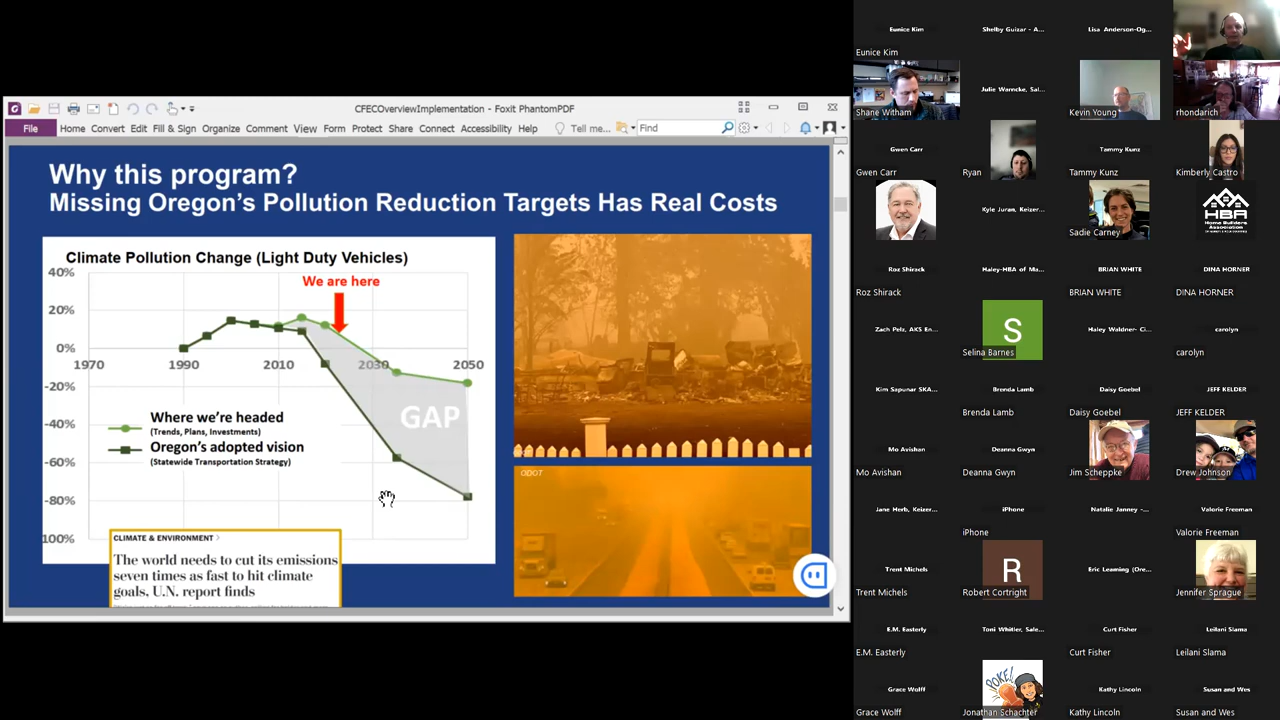 CFECOverviewImplementation - Foxit PhantomPDF
File Home Convert Edit Fill & Sign Organize Comment View Form Protect Share Connect Accessibility Help Tell me... Find
Why this program?
Missing Oregon's Pollution Reduction Targets Has Real Costs
Climate Pollution Change (Light Duty Vehicles)
We are here
40%
20%
0%
-20%
-40%
-60%
-80%
100%
1970 1990 2010 2030 2050
GAP
Where we're headed
(Trends, Plans, Investments)
Oregon's adopted vision
(Statewide Transportation Strategy)
CLIMATE & ENVIRONMENT
The world needs to cut its emissions
seven times as fast to hit climate
goals, U.N. report finds
ODOT
Eunice Kim Shelby Guizar - A... Lisa Anderson-Og...
Eunice Kim
Julie Warncke, Sal...
Shane Witham Kevin Young rhondarich
Gwen Carr Tammy Kunz
Gwen Carr Ryan Tammy Kunz Kimberly Castro
Kyle Juran, Keizer...
HBA
Home Builders
Association
Sadie Carney
Roz Shirack Haley-HBA of Ma... BRIAN WHITE DINA HORNER
Roz Shirack BRIAN WHITE DINA HORNER
Zach Pelz, AKS En... S Haley Waldner- Ci... carolyn
Selina Barnes carolyn
Kim Sapunar SKA... Brenda Lamb Daisy Goebel JEFF KELDER
Brenda Lamb Daisy Goebel JEFF KELDER
Mo Avishan Deanna Gwyn
Mo Avishan Deanna Gwyn Jim Scheppke Drew Johnson
Jane Herb, Keizer... iPhone Natalie Janney -... Valorie Freeman
iPhone Valorie Freeman
Trent Michels R Eric Leaming (Ore...
Trent Michels Robert Cortright Jennifer Sprague
E.M. Easterly Toni Whitler, Sale... Curt Fisher Leilani Slama
E.M. Easterly Curt Fisher Leilani Slama
Grace Wolff POKE! Kathy Lincoln Susan and Wes
Grace Wolff Jonathan Schachter Kathy Lincoln Susan and Wes